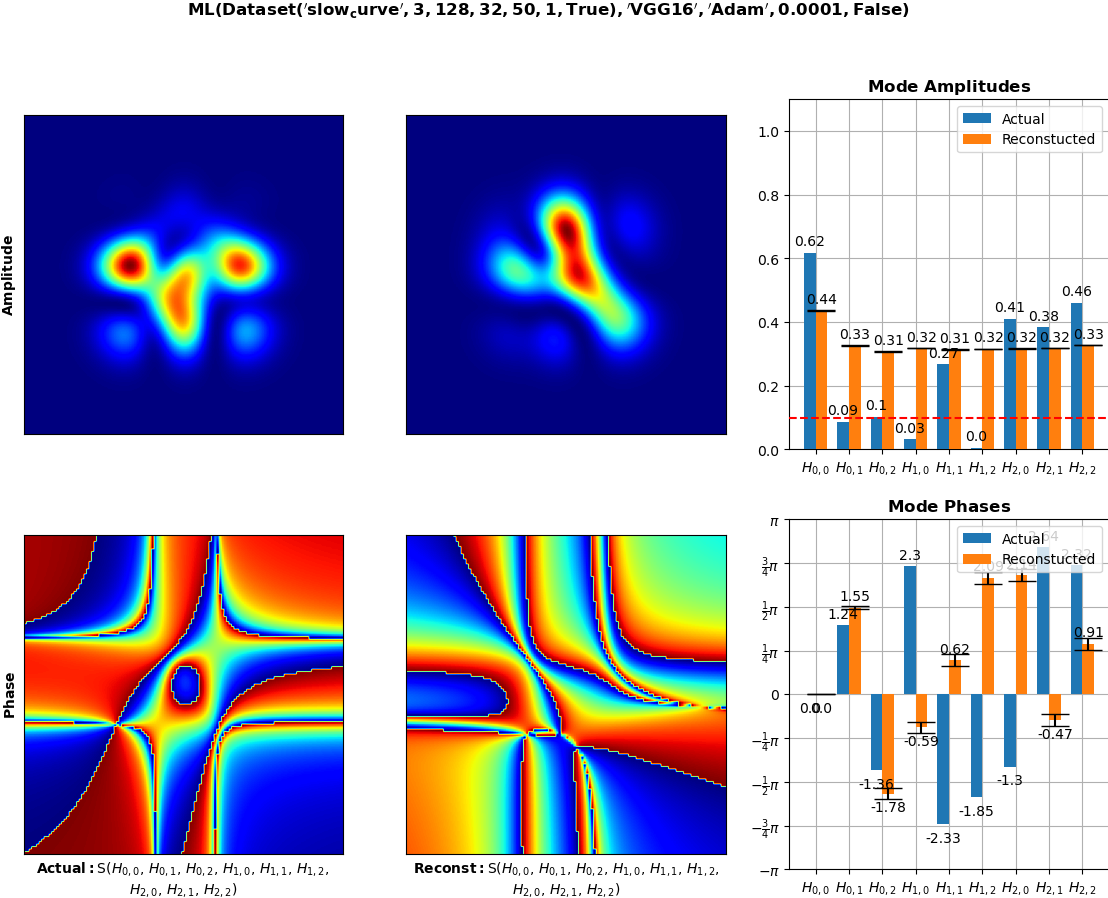 ML(Dataset('slow_curve', 3, 128, 32, 50, 1, True), 'VGG16', 'Adam', 0.0001, False)
Amplitude
Mode Amplitudes
Actual
Reconstucted
1.0
0.8
0.6
0.4
0.2
0.0
0.62
0.44
0.09
0.33
0.1
0.31
0.03
0.32
0.27
0.31
0.0
0.32
0.41
0.32
0.38
0.32
0.46
0.33
H0,0 H0,1 H0,2 H1,0 H1,1 H1,2 H2,0 H2,1 H2,2
Phase
Mode Phases
Actual
Reconstucted
π
3/4π
1/2π
1/4π
0
−1/4π
−1/2π
−3/4π
−π
0.0
0.0
1.24
1.55
-1.36
-1.78
2.3
-0.59
-2.33
0.62
-1.85
2.09
-1.3
2.64
-0.47
2.32
0.91
H0,0 H0,1 H0,2 H1,0 H1,1 H1,2 H2,0 H2,1 H2,2
Actual: S(H0,0, H0,1, H0,2, H1,0, H1,1, H1,2,
H2,0, H2,1, H2,2)
Reconst: S(H0,0, H0,1, H0,2, H1,0, H1,1, H1,2,
H2,0, H2,1, H2,2)